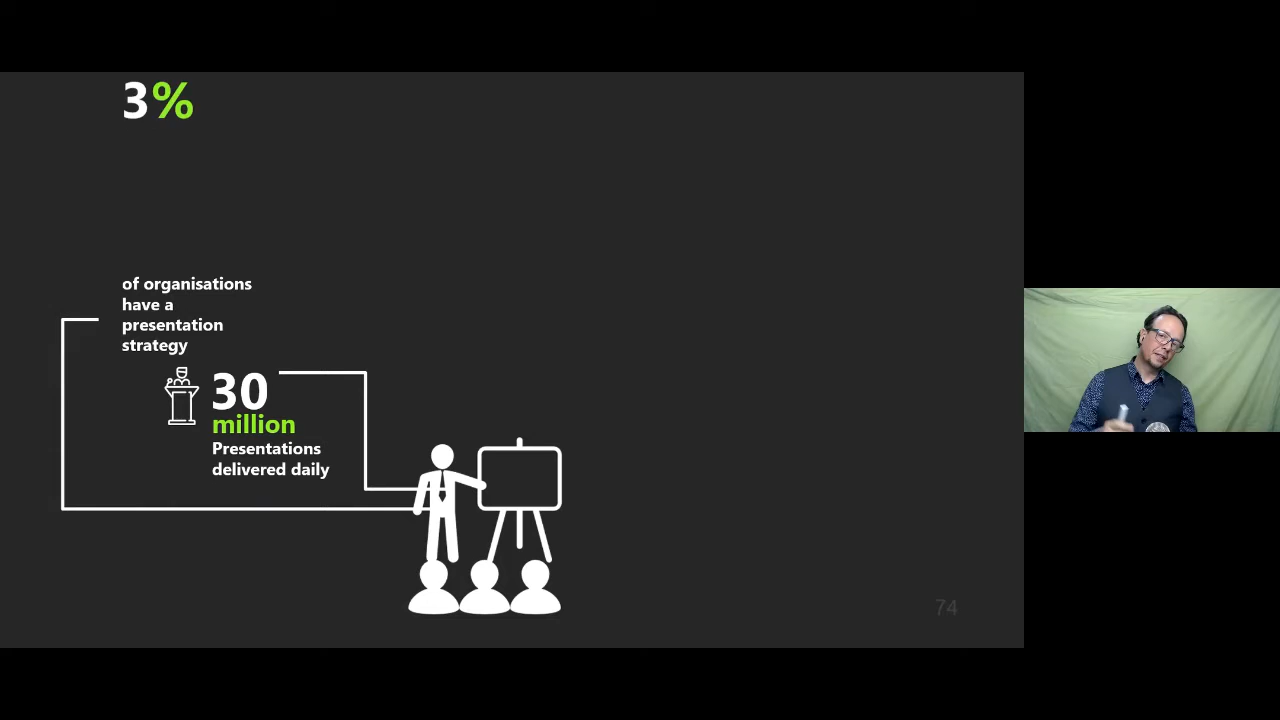 3%
of organisations
have a
presentation
strategy
30
million
Presentations
delivered daily
74